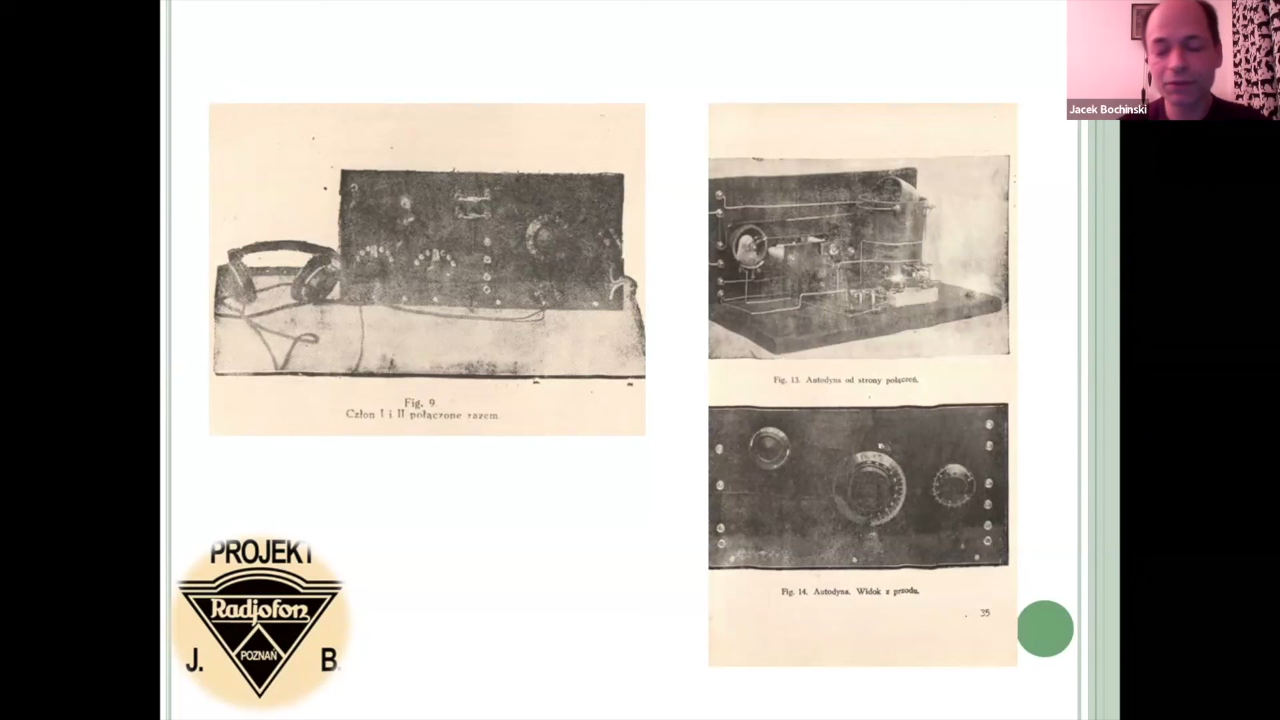 Jacek Bochinski
Fig. 9
Człon I i II połączone razem.
Fig. 13. Autodyna od strony połączeń.
Fig. 14. Autodyna. Widok z przodu.
35
PROJEKT
Radjofon
POZNAŃ
J. B.